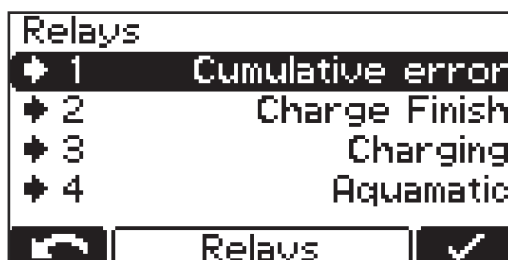 Relays
1 Cumulative error
2 Charge Finish
3 Charging
4 Aquamatic
Relays